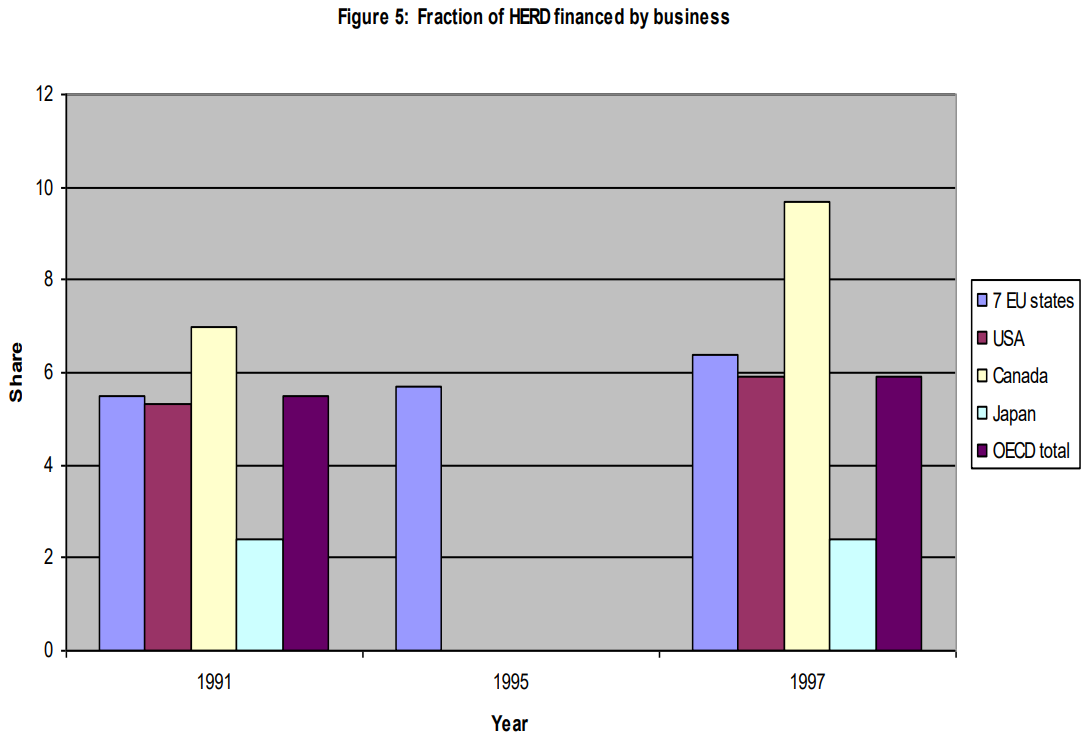 Figure 5: Fraction of HERD financed by business
12
10
8
6
4
2
0
Share
1991
1995
1997
Year
7 EU states
USA
Canada
Japan
OECD total